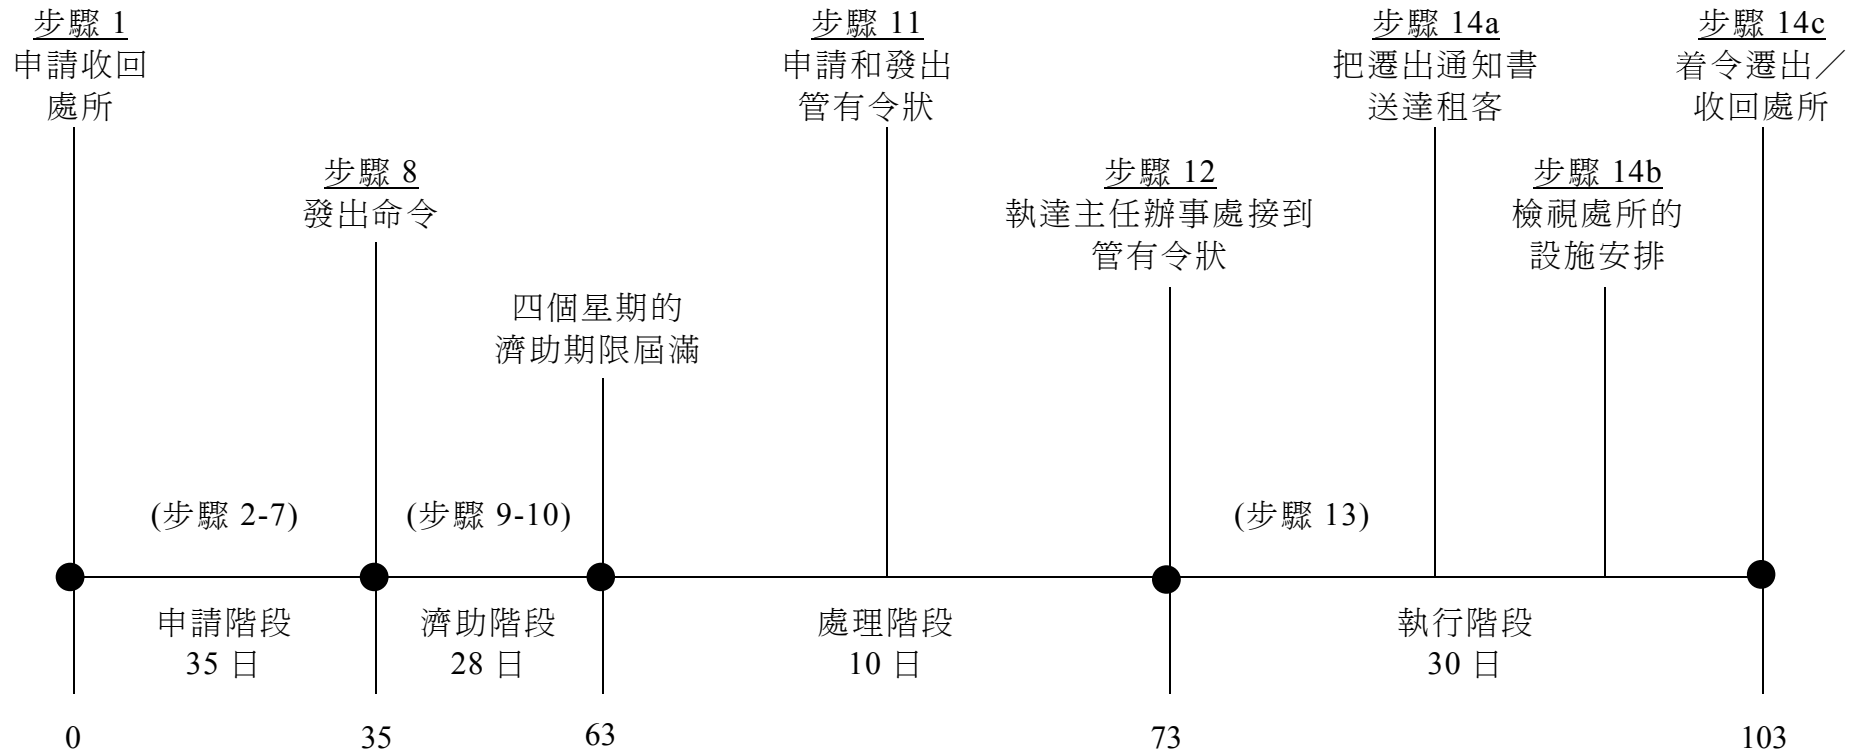 步驟 1
申請收回
處所
步驟 11
申請和發出
管有令狀
步驟 14a
把遷出通知書
送達租客
步驟 14c
着令遷出／
收回處所
步驟 8
發出命令
步驟 12
執達主任辦事處接到
管有令狀
步驟 14b
檢視處所的
設施安排
四個星期的
濟助期限屆滿
(步驟 2-7)
(步驟 9-10)
(步驟 13)
申請階段
35 日
濟助階段
28 日
處理階段
10 日
執行階段
30 日
0
35
63
73
103